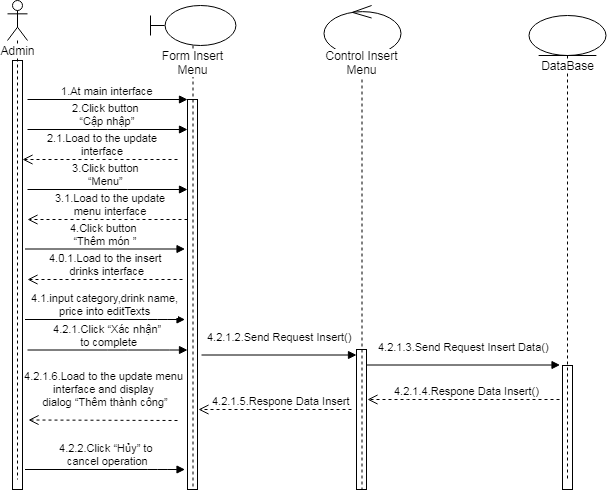 Admin
Form Insert
Menu
Control Insert
Menu
DataBase
1.At main interface
2.Click button
“Cập nhập”
2.1.Load to the update
interface
3.Click button
“Menu”
3.1.Load to the update
menu interface
4.Click button
“Thêm món ”
4.0.1.Load to the insert
drinks interface
4.1.input category,drink name,
price into editTexts
4.2.1.Click “Xác nhận”
to complete
4.2.1.2.Send Request Insert()
4.2.1.3.Send Request Insert Data()
4.2.1.4.Respone Data Insert()
4.2.1.5.Respone Data Insert
4.2.1.6.Load to the update menu
interface and display
dialog “Thêm thành công”
4.2.2.Click “Hủy” to
cancel operation